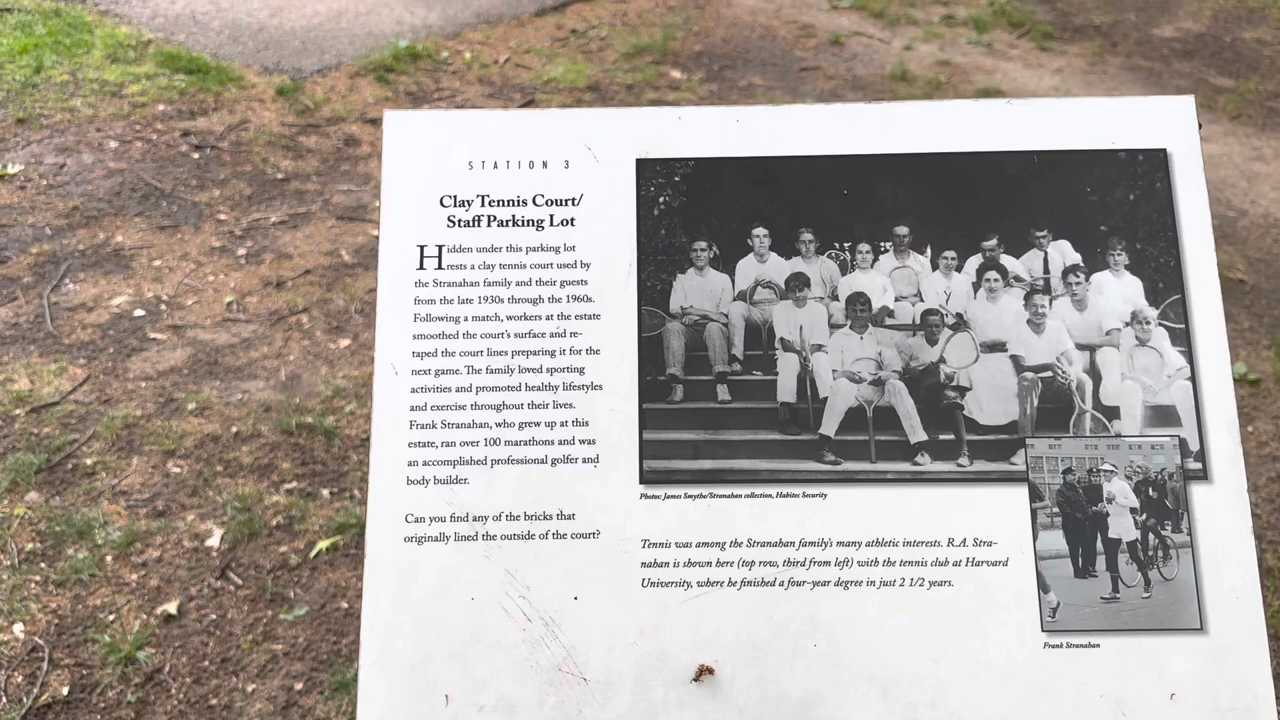 STATION 3
Clay Tennis Court/
Staff Parking Lot
Hidden under this parking lot
rests a clay tennis court used by
the Stranahan family and their guests
from the late 1930s through the 1960s.
Following a match, workers at the estate
smoothed the court's surface and re-
taped the court lines preparing it for the
next game. The family loved sporting
activities and promoted healthy lifestyles
and exercise throughout their lives.
Frank Stranahan, who grew up at this
estate, ran over 100 marathons and was
an accomplished professional golfer and
body builder.
Can you find any of the bricks that
originally lined the outside of the court?
Photos: James Smythe/Stranahan collection, Habitec Security
Tennis was among the Stranahan family's many athletic interests. R.A. Stra-
nahan is shown here (top row, third from left) with the tennis club at Harvard
University, where he finished a four-year degree in just 2 1/2 years.
Frank Stranahan